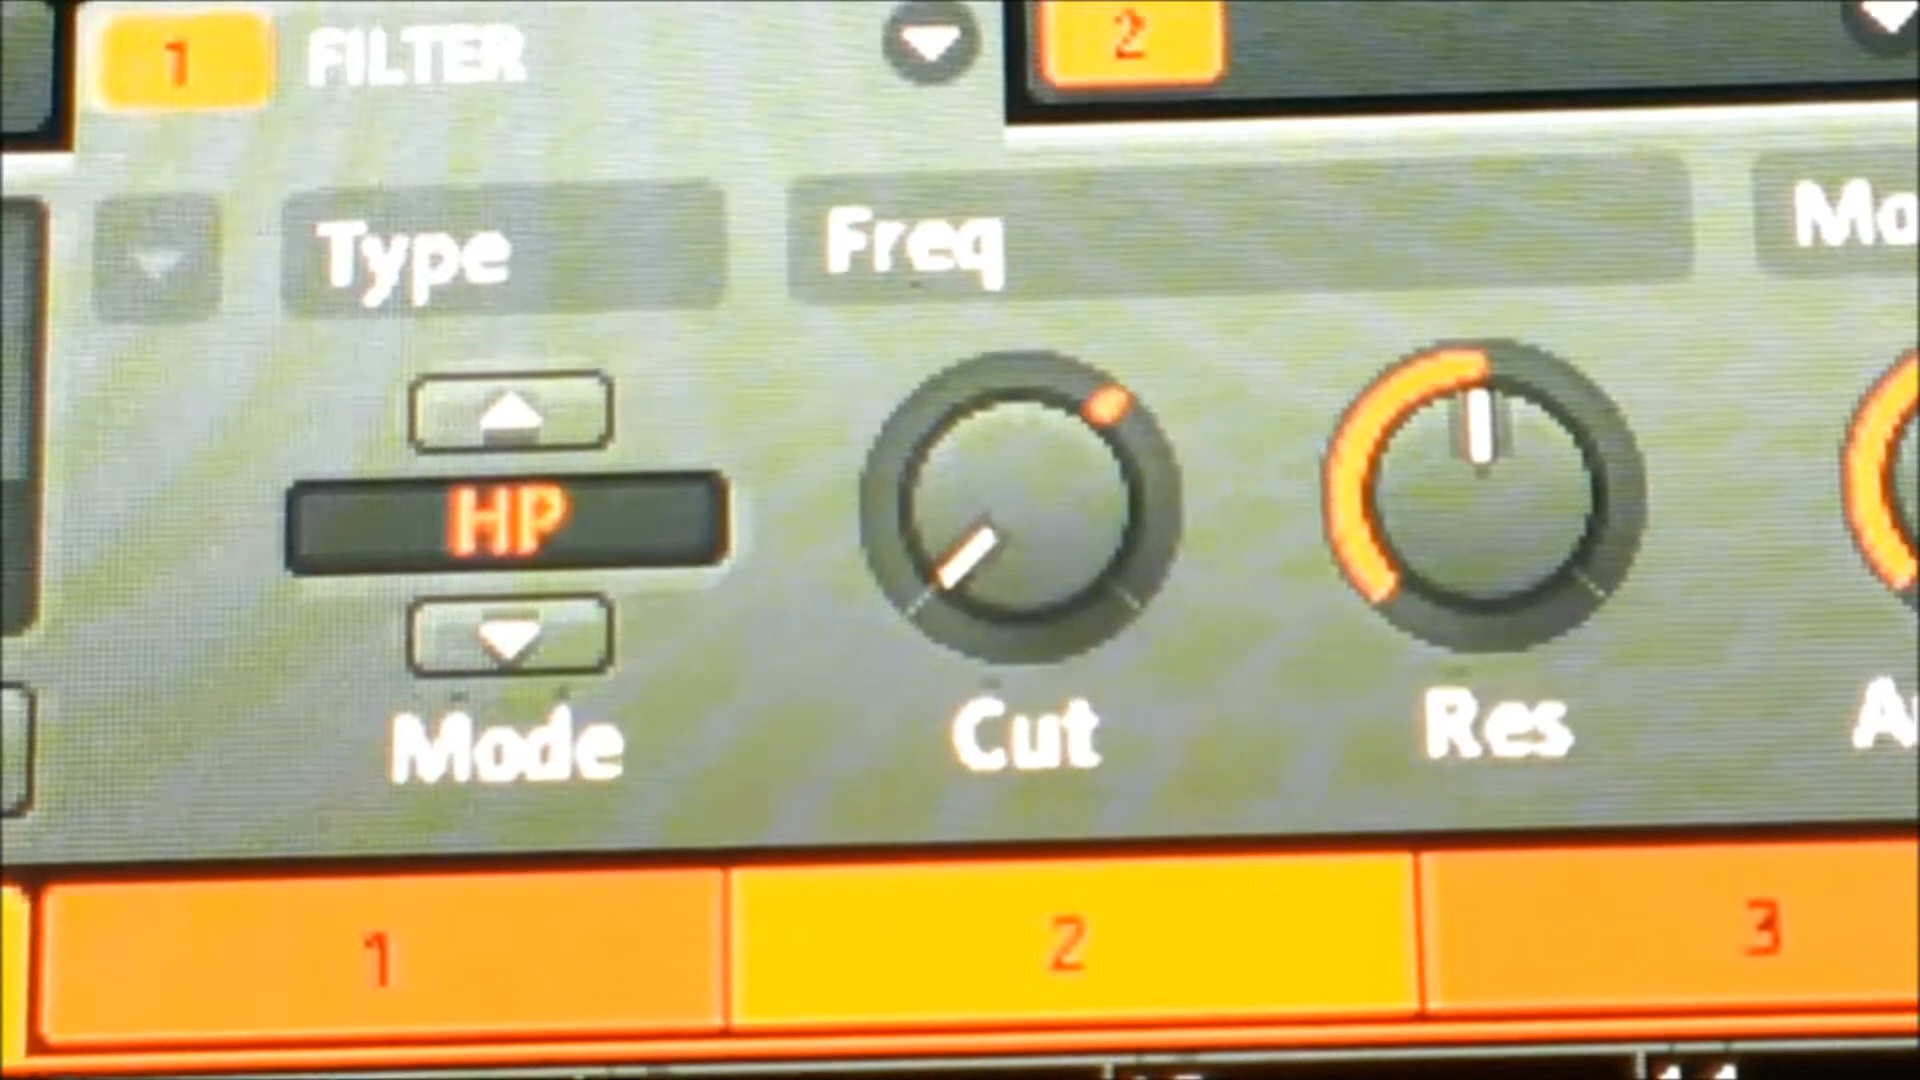 1 FILTER 2
Type Freq
HP
Mode Cut Res
1 2 3